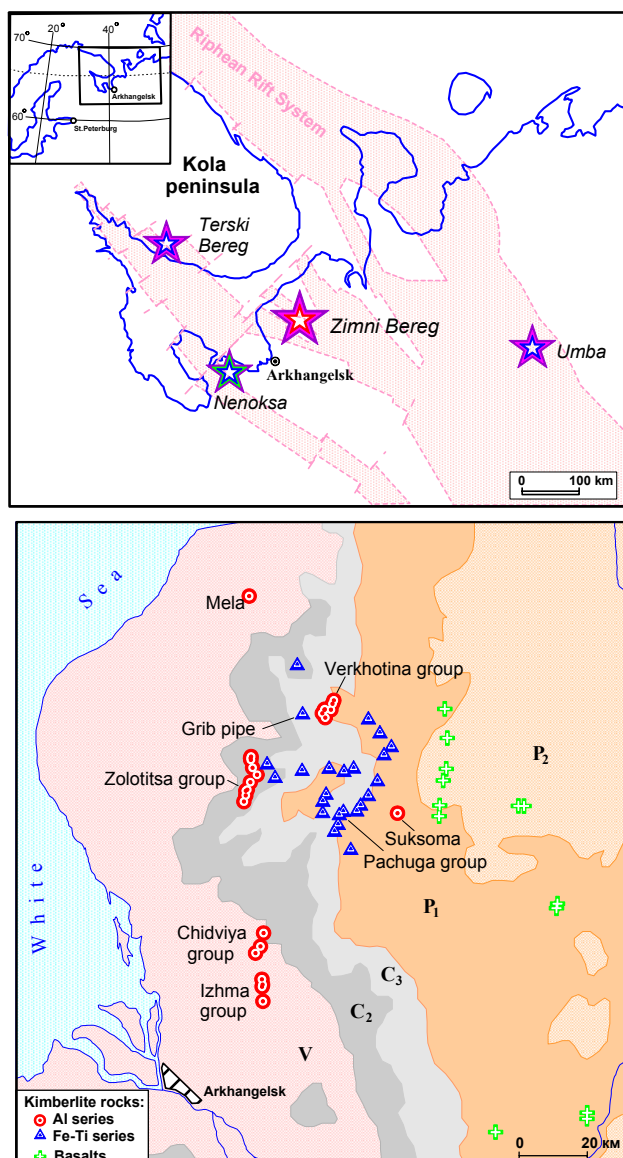 70°
20°
40°
Arkhangelsk
60°
St.Peterburg
Riphean Rift System
Kola
peninsula
Terski
Bereg
Zimni Bereg
Umba
Arkhangelsk
Nenoksa
0 100 km
White Sea
Mela
Verkhotina group
Grib pipe
P2
Zolotitsa group
Suksoma
Pachuga group
P1
Chidviya
group
C3
Izhma
group
C2
V
Arkhangelsk
Kimberlite rocks:
Al series
Fe-Ti series
Basalts
0 20 км